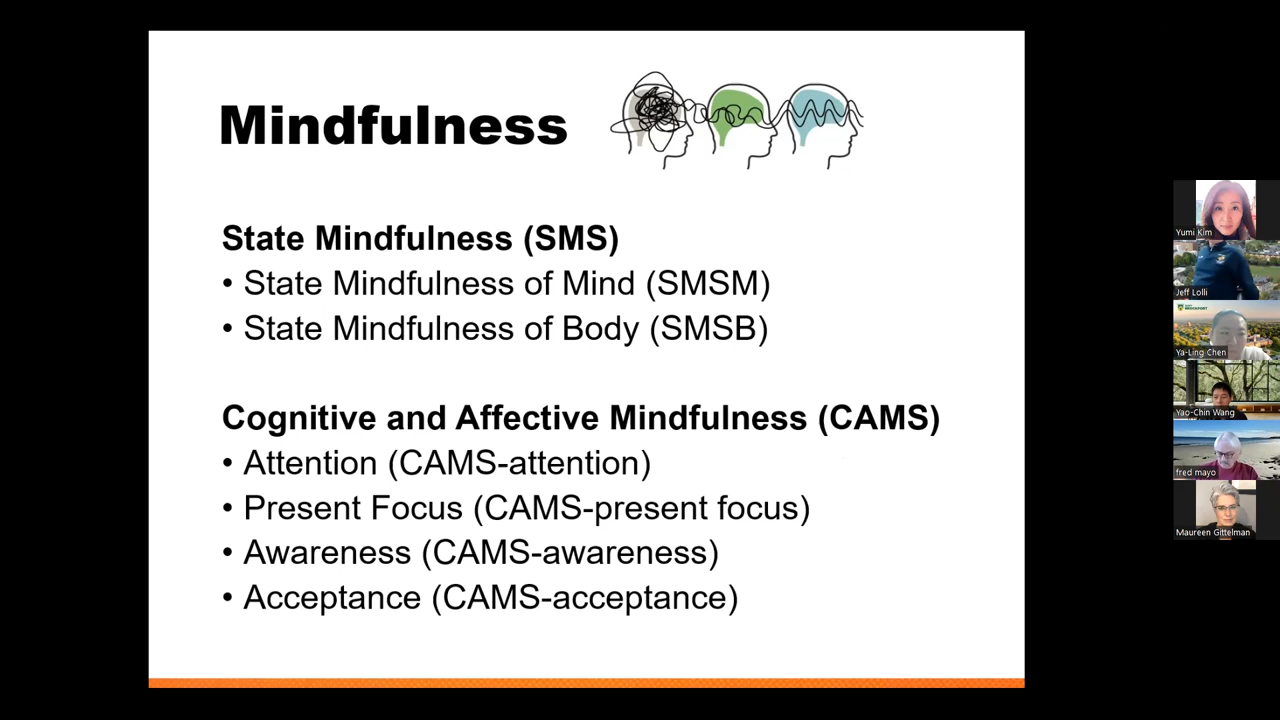 Mindfulness
State Mindfulness (SMS)
• State Mindfulness of Mind (SMSM)
• State Mindfulness of Body (SMSB)
Cognitive and Affective Mindfulness (CAMS)
• Attention (CAMS-attention)
• Present Focus (CAMS-present focus)
• Awareness (CAMS-awareness)
• Acceptance (CAMS-acceptance)
Yumi Kim
Jeff Lolli
BROCKPORT
Ya-Ling Chen
Yao-Chin Wang
fred mayo
Maureen Gittelman